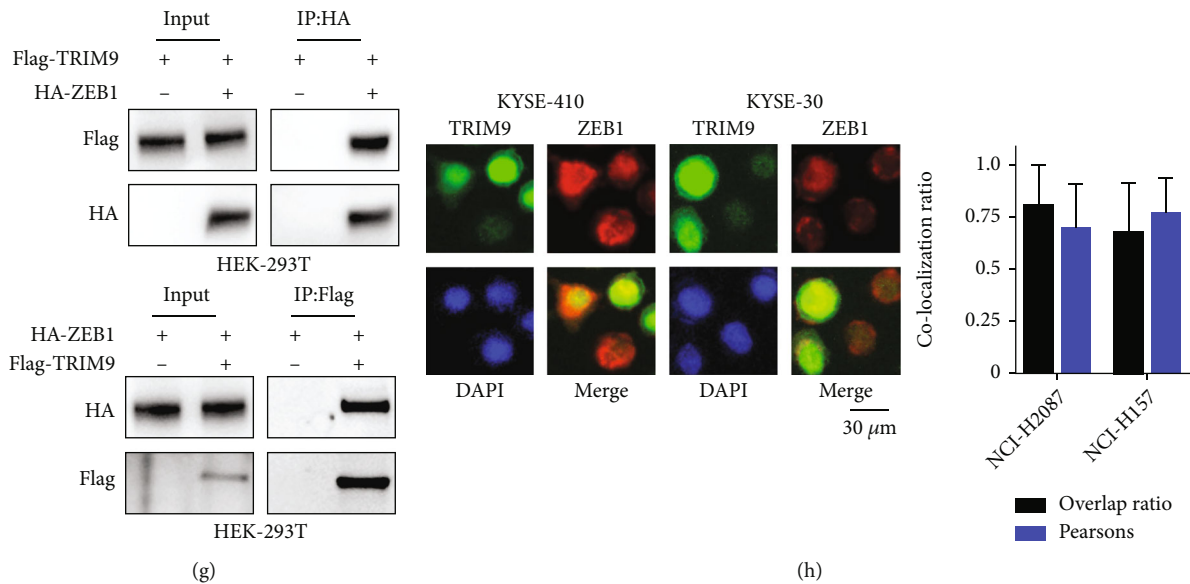 Input IP:HA
Flag-TRIM9 + + + +
HA-ZEB1 – + – +
Flag
HA
HEK-293T
Input IP:Flag
HA-ZEB1 + + + +
Flag-TRIM9 – + – +
HA
Flag
HEK-293T
(g)
KYSE-410 KYSE-30
TRIM9 ZEB1 TRIM9 ZEB1
DAPI Merge DAPI Merge
30 μm
Co-localization ratio
1.0
0.75
0.5
0.25
0
NCI-H2087 NCI-H157
Overlap ratio
Pearsons
(h)